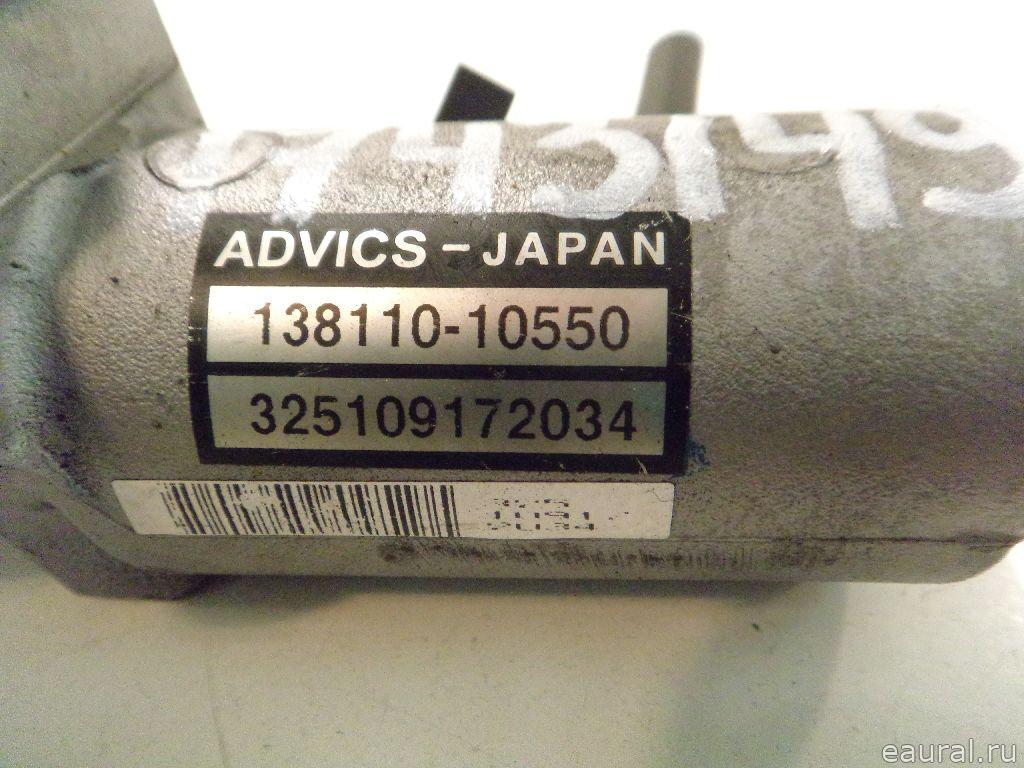 ADVICS - JAPAN
138110-10550
325109172034
eaural.ru